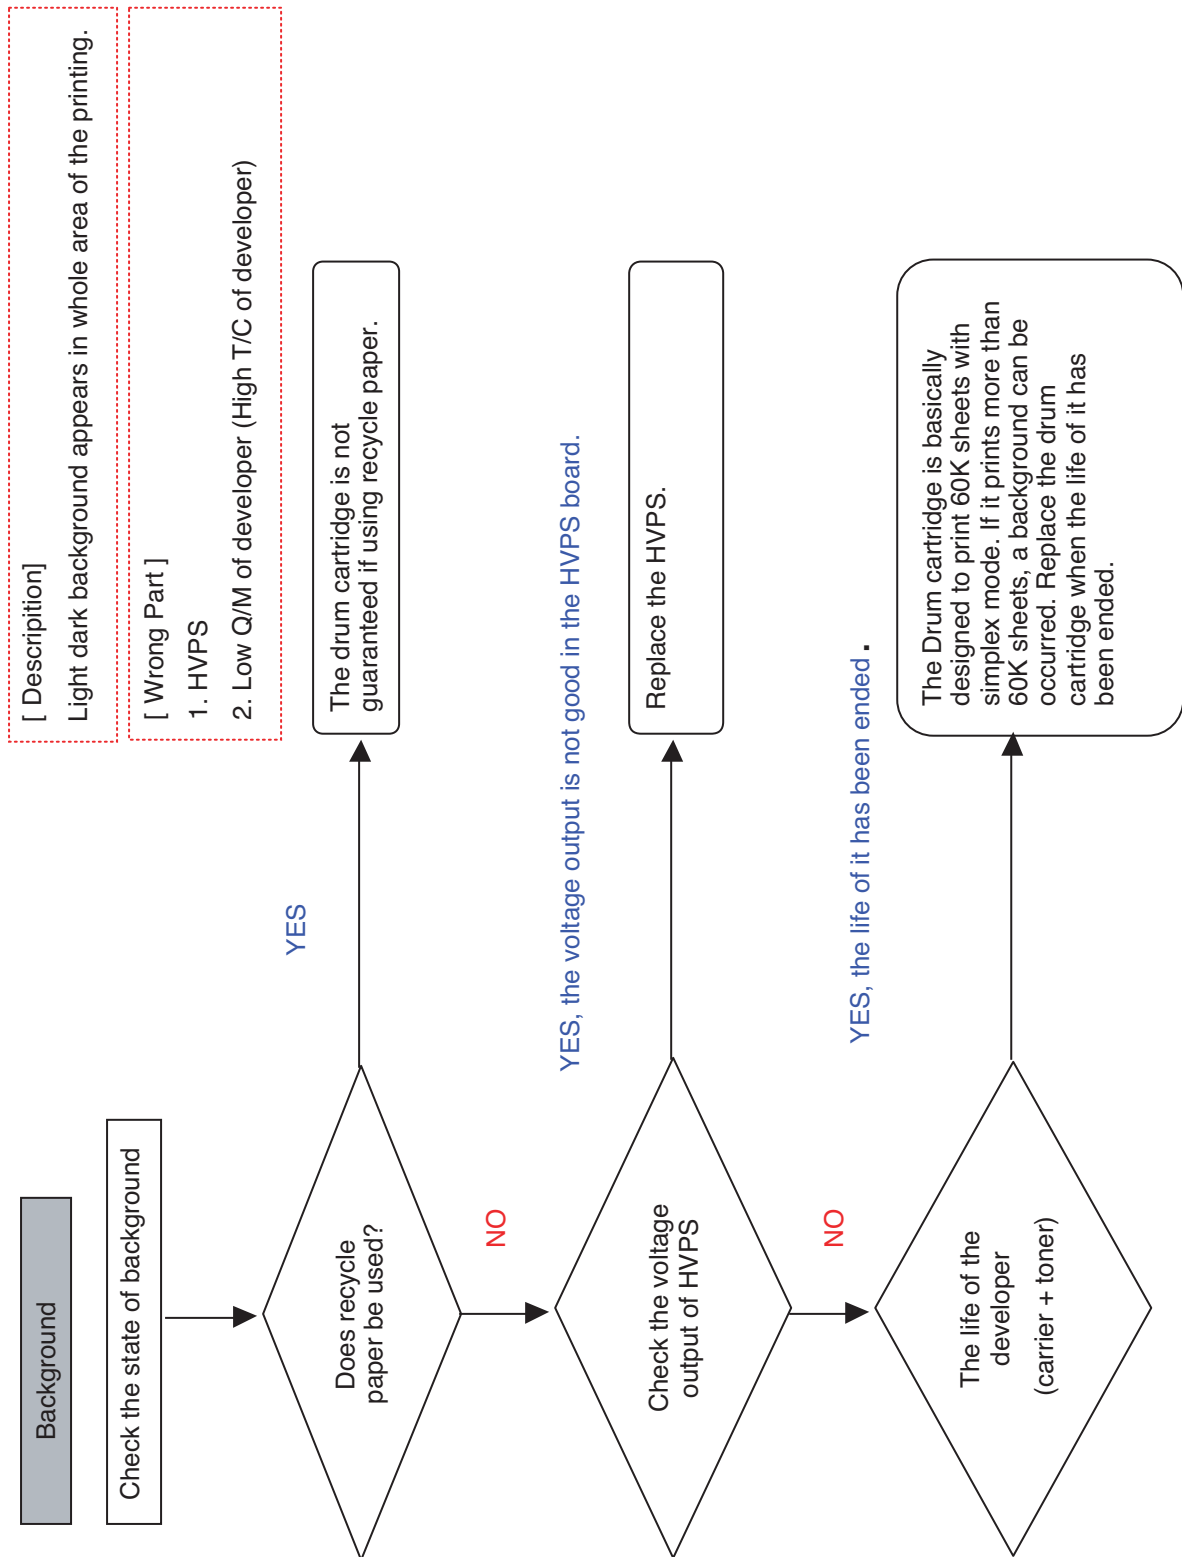 Background
[ Descripition]
Light dark background appears in whole area of the printing.
[ Wrong Part ]
1. HVPS
2. Low Q/M of developer (High T/C of developer)
Check the state of background
Does recycle
paper be used?
YES
The drum cartridge is not
guaranteed if using recycle paper.
NO
Check the voltage
output of HVPS
YES, the voltage output is not good in the HVPS board.
Replace the HVPS.
NO
The life of the
developer
(carrier + toner)
YES, the life of it has been ended.
The Drum cartridge is basically
designed to print 60K sheets with
simplex mode. If it prints more than
60K sheets, a background can be
occurred. Replace the drum
cartridge when the life of it has
been ended.